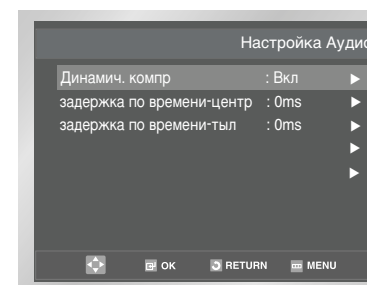 Настройка Аудио
Динамич. компр : Вкл ▶
задержка по времени-центр : 0ms ▶
задержка по времени-тыл : 0ms ▶
▶
▶
OK RETURN MENU